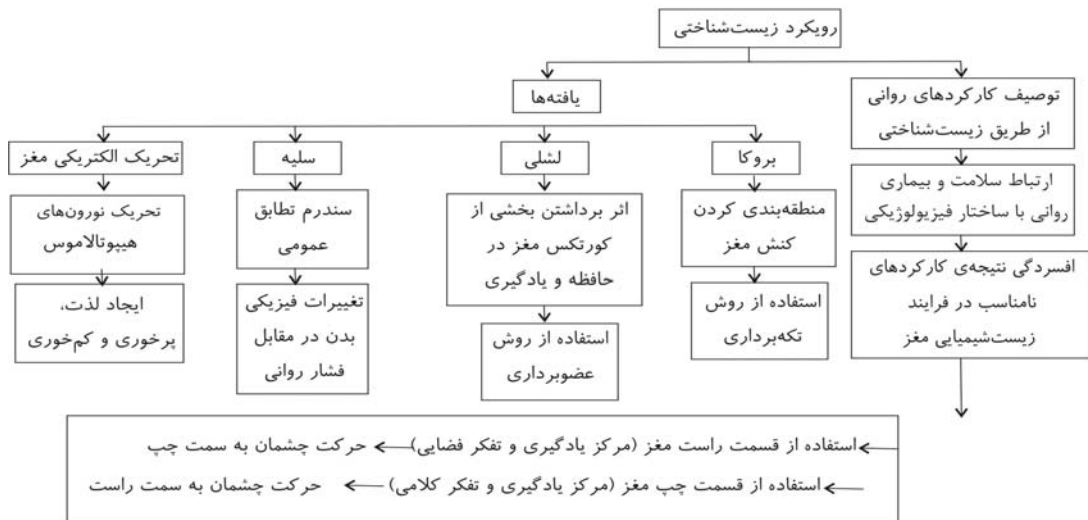 رویکرد زیست‌شناختی
توصیف کارکردهای روانی
از طریق زیست‌شناختی
ارتباط سلامت و بیماری
روانی با ساختار فیزیولوژیکی
افسردگی نتیجه‌ی کارکردهای
نامناسب در فرایند
زیست‌شیمیایی مغز
یافته‌ها
بروکا
منطقه‌بندی کردن
کنش مغز
استفاده از روش
تکه‌برداری
لشلی
اثر برداشتن بخشی از
کورتکس مغز در
حافظه و یادگیری
استفاده از روش
عضوبرداری
سلیه
سندرم تطابق
عمومی
تغییرات فیزیکی
بدن در مقابل
فشار روانی
تحریک الکتریکی مغز
تحریک نورون‌های
هیپوتالاموس
ایجاد لذت،
پرخوری و کم‌خوری
استفاده از قسمت راست مغز (مرکز یادگیری و تفکر فضایی) حرکت چشمان به سمت چپ
استفاده از قسمت چپ مغز (مرکز یادگیری و تفکر کلامی) حرکت چشمان به سمت راست